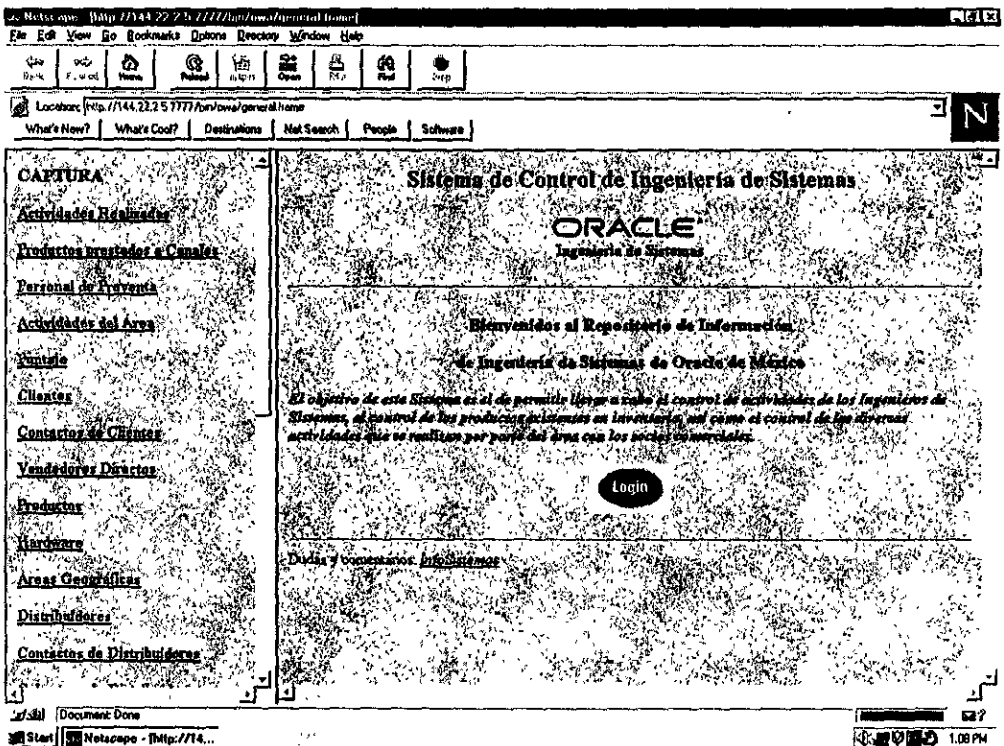 Netscape - [http://144.22.2.5:7777/bin/owa/general.home]
File Edit View Go Bookmarks Options Directory Window Help
Back Forward Home Reload Images Open Print Find Stop
Location: http://144.22.2.5:7777/bin/owa/general.home
What's New? What's Cool? Destinations Net Search People Software
N
CAPTURA
Actividades Realizadas
Productos prestados a Canales
Personal de Preventa
Actividades del Area
Puntaje
Clientes
Contactos de Clientes
Vendedores Directos
Productos
Hardware
Areas Geográficas
Distribuidores
Contactos de Distribuidores
Sistema de Control de Ingeniería de Sistemas
ORACLE
Ingeniería de Sistemas
Bienvenidos al Repositorio de Información
de Ingeniería de Sistemas de Oracle de México
El objetivo de este Sistema es el de permitir llevar a cabo el control de actividades de los Ingenieros de
Sistemas, el control de los productos existentes en inventario, así como el control de las diversas
actividades que se realizan por parte del área con los socios comerciales.
Login
Dudas y comentarios: InfoSistemas
Document: Done
Start Netscape - [http://14... 1:08 PM